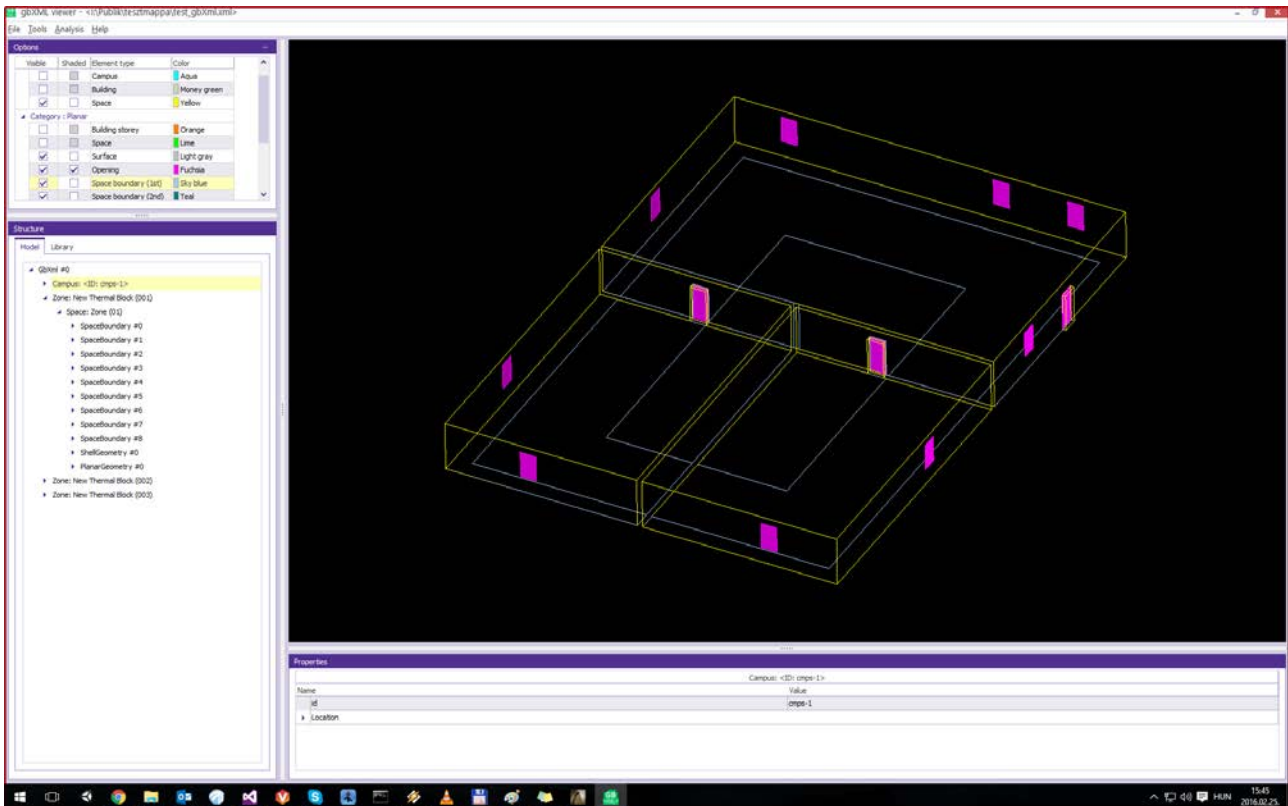 gbXML viewer - <I:\Publik\tesztmappa\test_gbXml.xml>
File Tools Analysis Help
Options
Visible Shaded Element type Color
Campus Aqua
Building Money green
Space Yellow
Category : Planar
Building storey Orange
Space Lime
Surface Light gray
Opening Fuchsia
Space boundary (1st) Sky blue
Space boundary (2nd) Teal
Structure
Model Library
GbXml #0
Campus: <ID: cmps-1>
Zone: New Thermal Block (001)
Space: Zone (01)
SpaceBoundary #0
SpaceBoundary #1
SpaceBoundary #2
SpaceBoundary #3
SpaceBoundary #4
SpaceBoundary #5
SpaceBoundary #6
SpaceBoundary #7
SpaceBoundary #8
ShellGeometry #0
PlanarGeometry #0
Zone: New Thermal Block (002)
Zone: New Thermal Block (003)
Properties
Campus: <ID: cmps-1>
Name Value
id cmps-1
Location
HUN
15:45
2016.02.25.